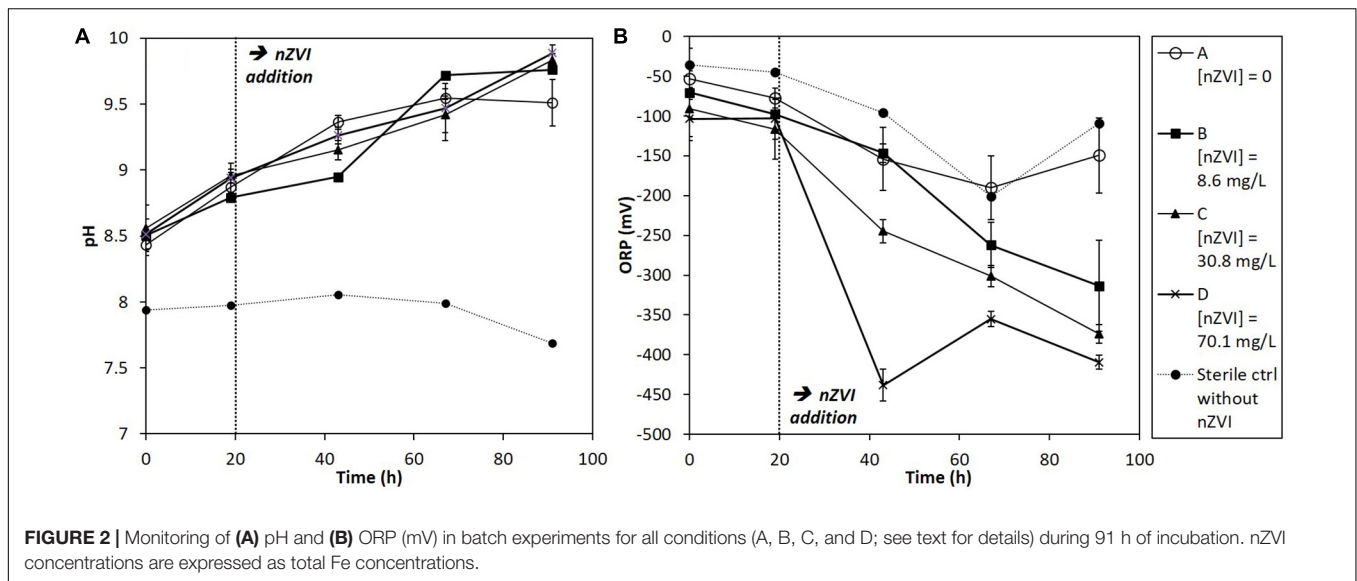 A
10
9.5
9
8.5
8
7.5
7
pH
0
20
40
60
80
100
Time (h)
➔ nZVI
addition
B
0
-50
-100
-150
-200
-250
-300
-350
-400
-450
-500
ORP (mV)
0
20
40
60
80
100
Time (h)
➔ nZVI
addition
A
[nZVI] = 0
B
[nZVI] =
8.6 mg/L
C
[nZVI] =
30.8 mg/L
D
[nZVI] =
70.1 mg/L
Sterile ctrl
without
nZVI
FIGURE 2 | Monitoring of (A) pH and (B) ORP (mV) in batch experiments for all conditions (A, B, C, and D; see text for details) during 91 h of incubation. nZVI
concentrations are expressed as total Fe concentrations.